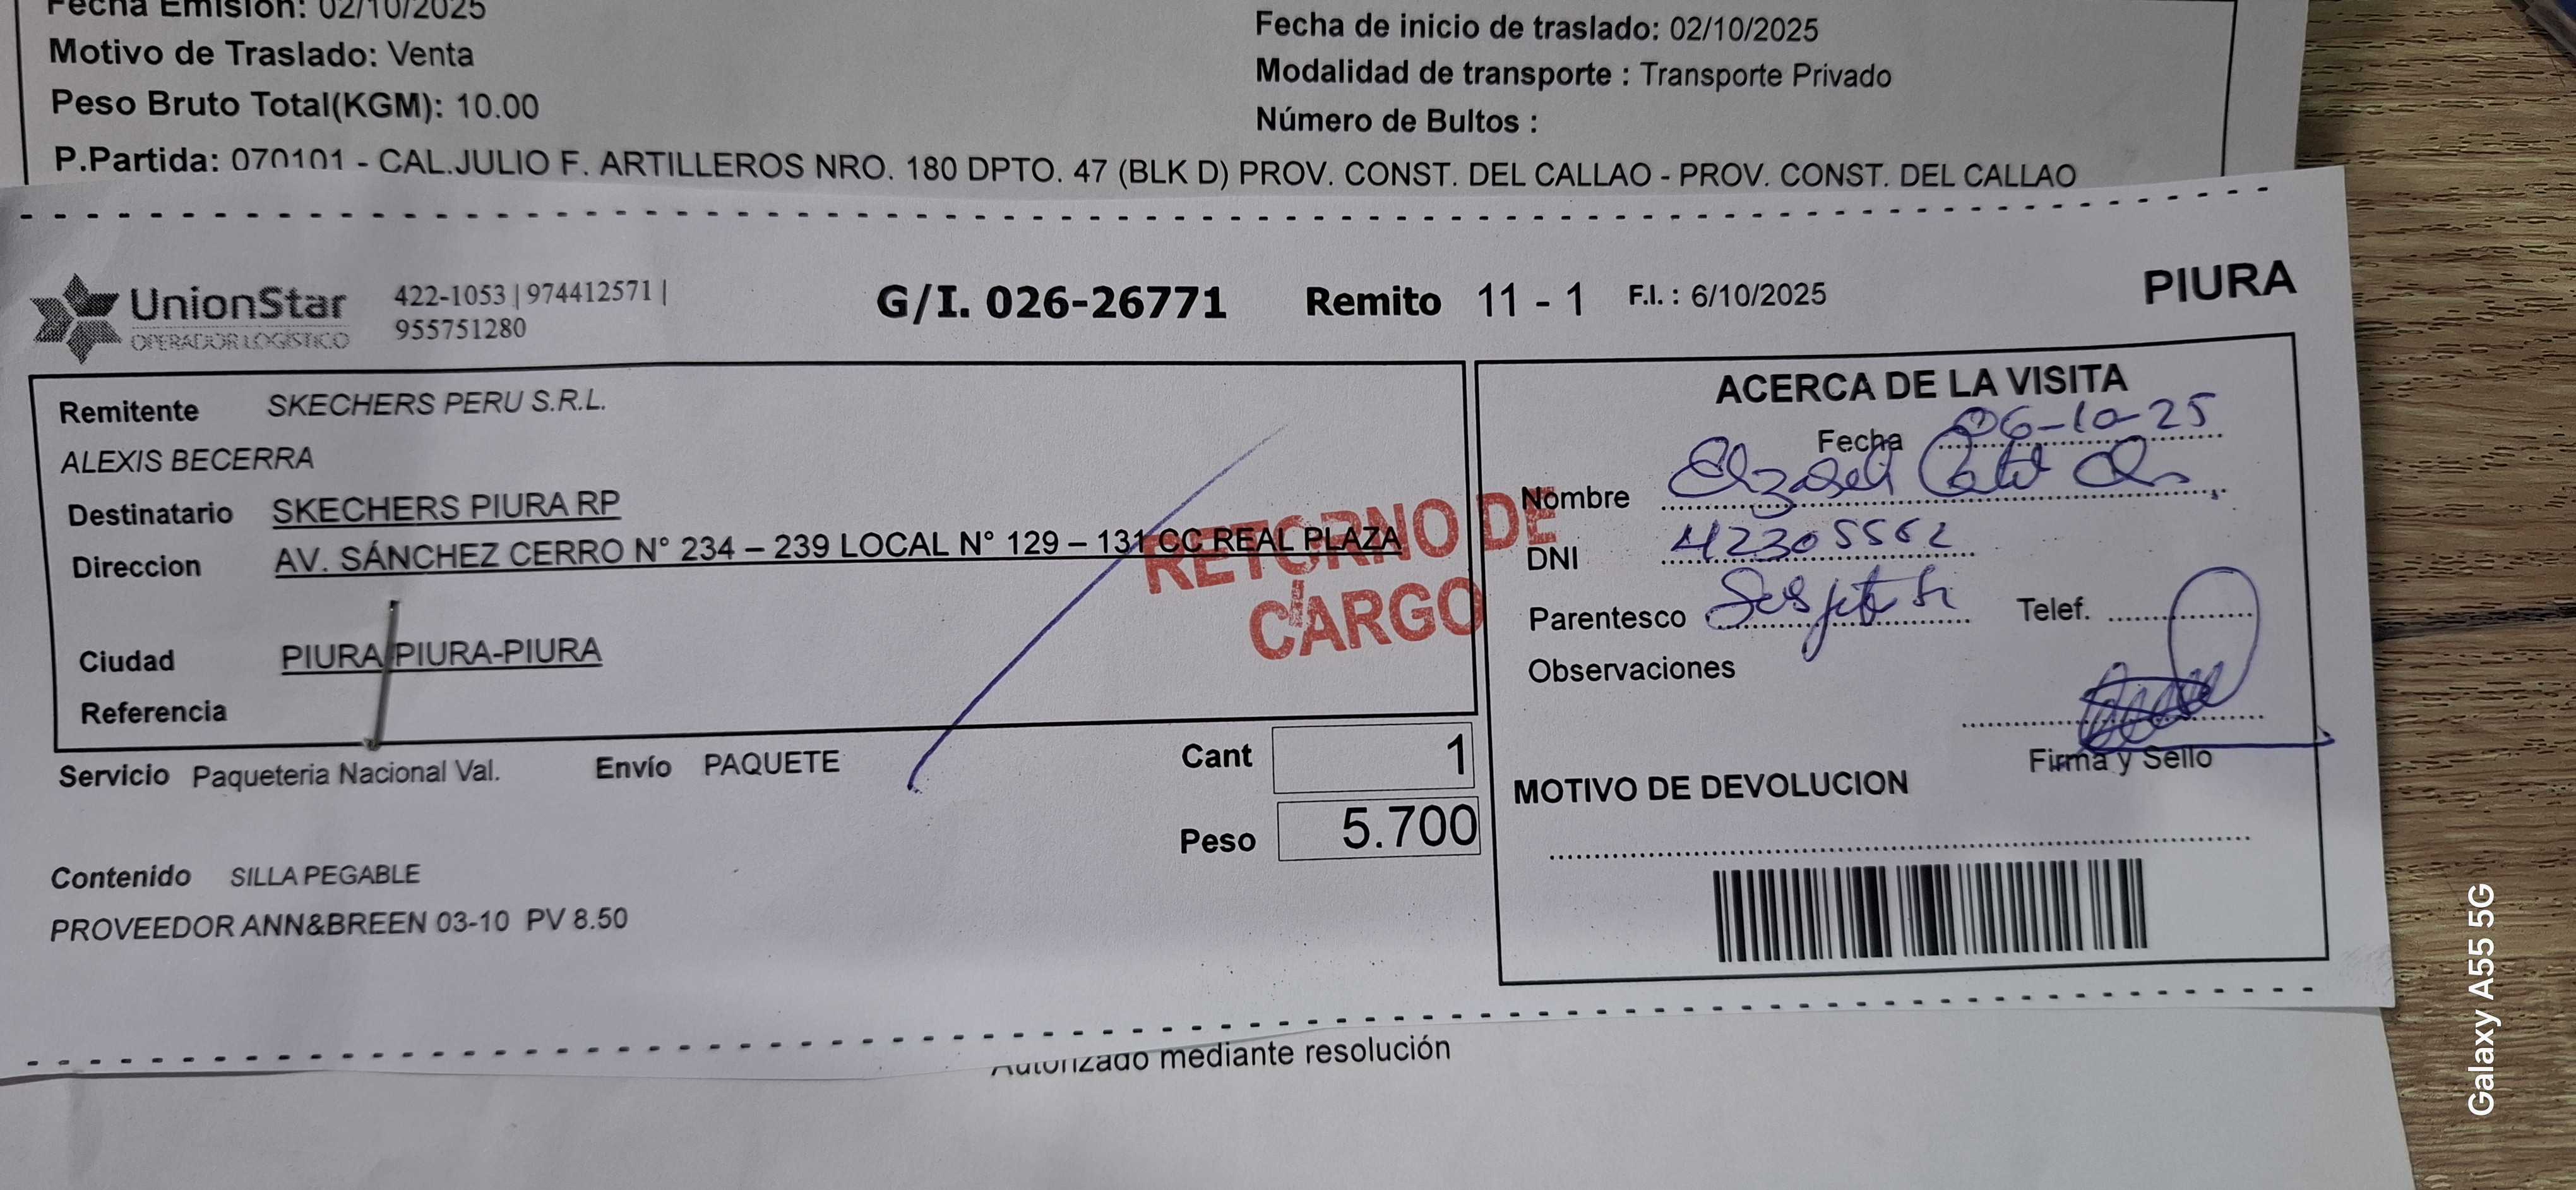 Fecha Emisión: 02/10/2025
Fecha de inicio de traslado: 02/10/2025
Motivo de Traslado: Venta
Modalidad de transporte : Transporte Privado
Peso Bruto Total(KGM): 10.00
Número de Bultos :
P.Partida: 070101 - CAL.JULIO F. ARTILLEROS NRO. 180 DPTO. 47 (BLK D) PROV. CONST. DEL CALLAO - PROV. CONST. DEL CALLAO
UnionStar
OPERADOR LOGÍSTICO
422-1053 | 974412571 |
955751280
G/I. 026-26771 Remito 11 - 1 F.I. : 6/10/2025
PIURA
Remitente SKECHERS PERU S.R.L.
ALEXIS BECERRA
Destinatario SKECHERS PIURA RP
Direccion AV. SÁNCHEZ CERRO N° 234 – 239 LOCAL N° 129 – 131 CC REAL PLAZA
Ciudad PIURA/PIURA-PIURA
Referencia
RETORNO DE
CARGO
Servicio Paqueteria Nacional Val. Envío PAQUETE
Cant 1
Peso 5.700
Contenido SILLA PEGABLE
PROVEEDOR ANN&BREEN 03-10 PV 8.50
ACERCA DE LA VISITA
Fecha 06-10-25
Nombre
DNI 42305562
Parentesco
Telef.
Observaciones
Firma y Sello
MOTIVO DE DEVOLUCION
Autorizado mediante resolución
Galaxy A55 5G